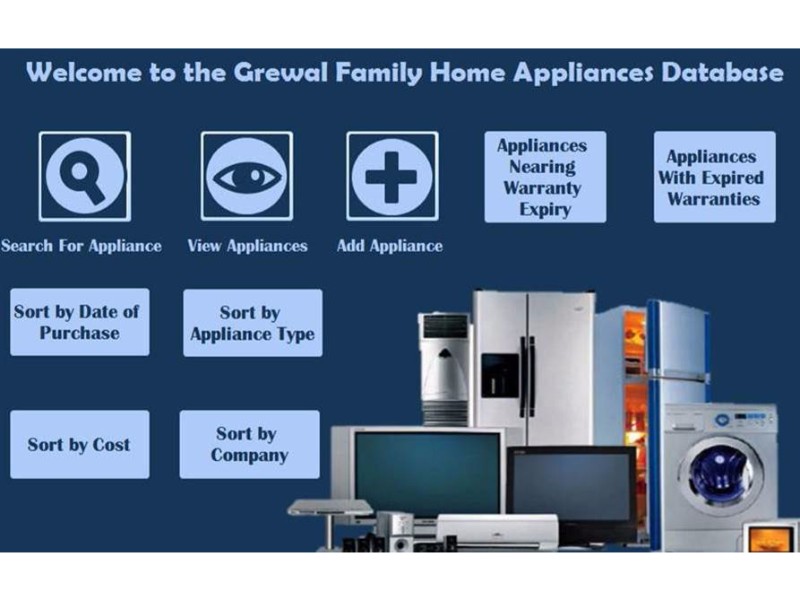 Welcome to the Grewal Family Home Appliances Database
Appliances
Nearing
Warranty
Expiry
Appliances
With Expired
Warranties
Search For Appliance
View Appliances
Add Appliance
Sort by Date of
Purchase
Sort by
Appliance Type
Sort by Cost
Sort by
Company